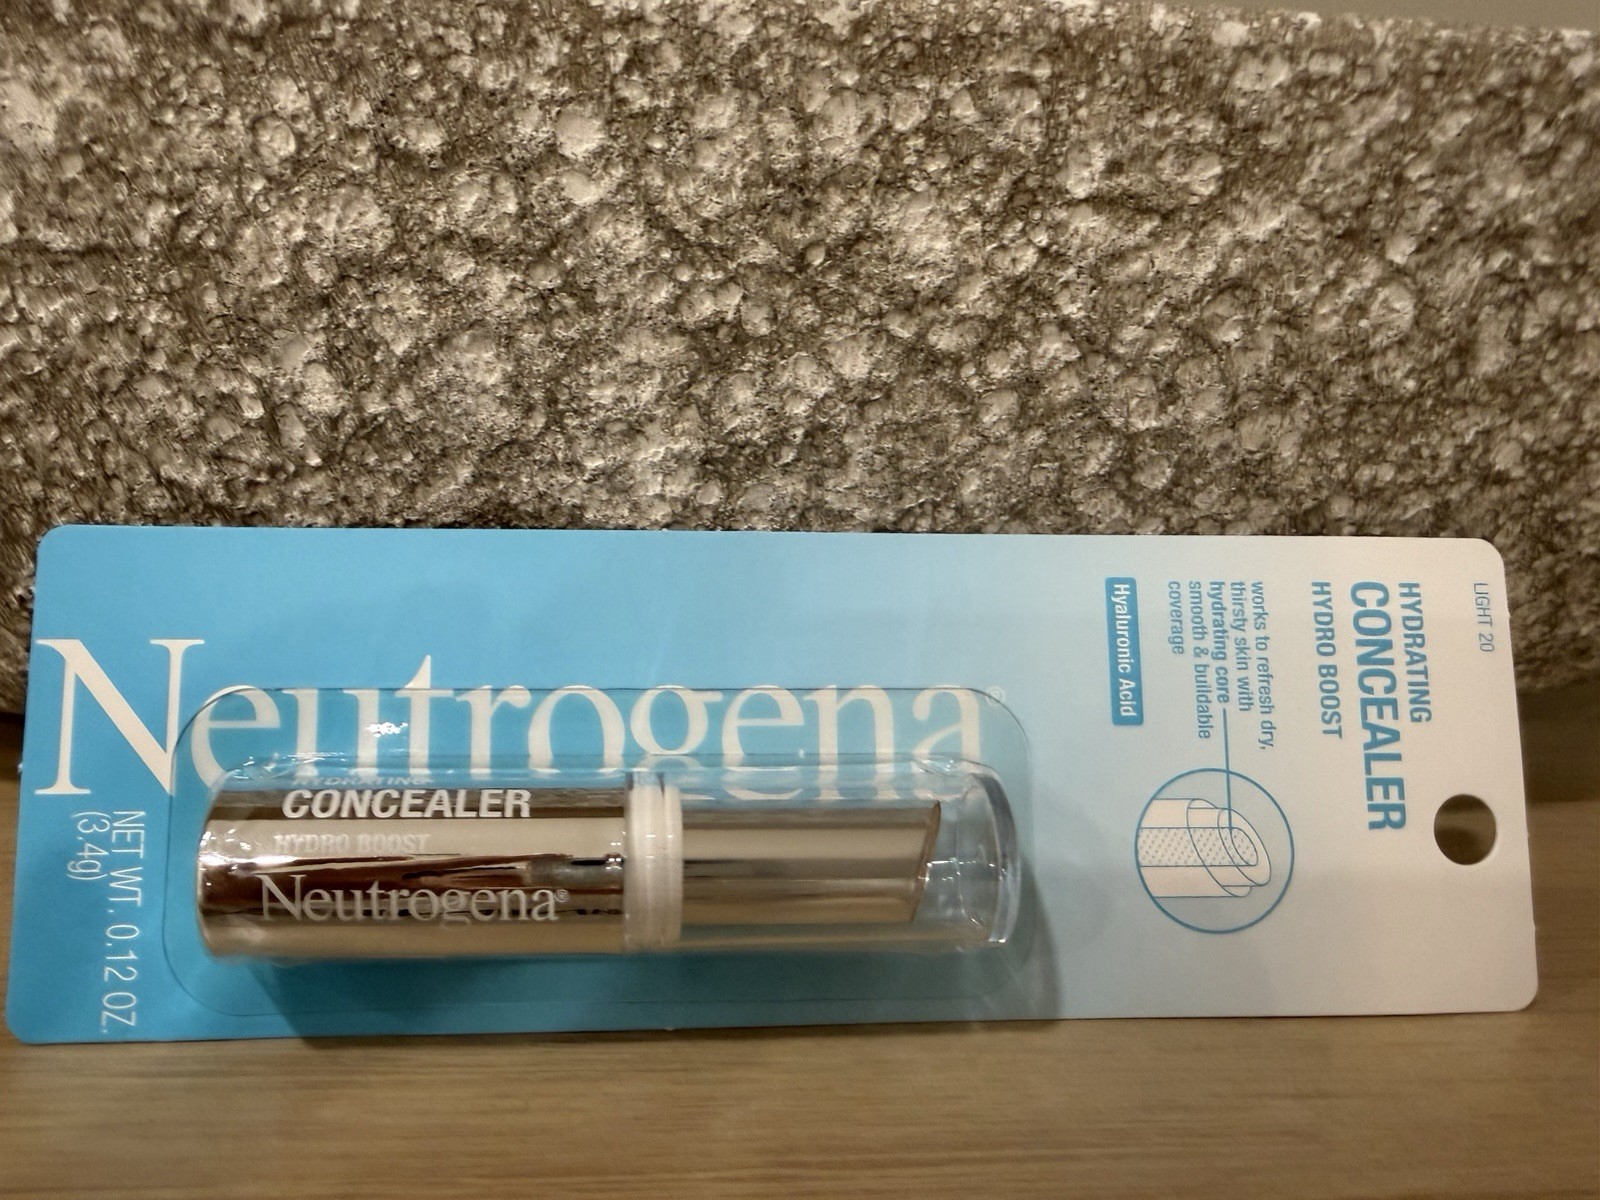 LIGHT 20
HYDRATING
CONCEALER
HYDRO BOOST
works to refresh dry,
thirsty skin with
hydrating core
smooth & buildable
coverage
Hyaluronic Acid
Neutrogena®
HYDRATING
CONCEALER
HYDRO BOOST
Neutrogena®
NET WT. 0.12 OZ.
(3.4g)